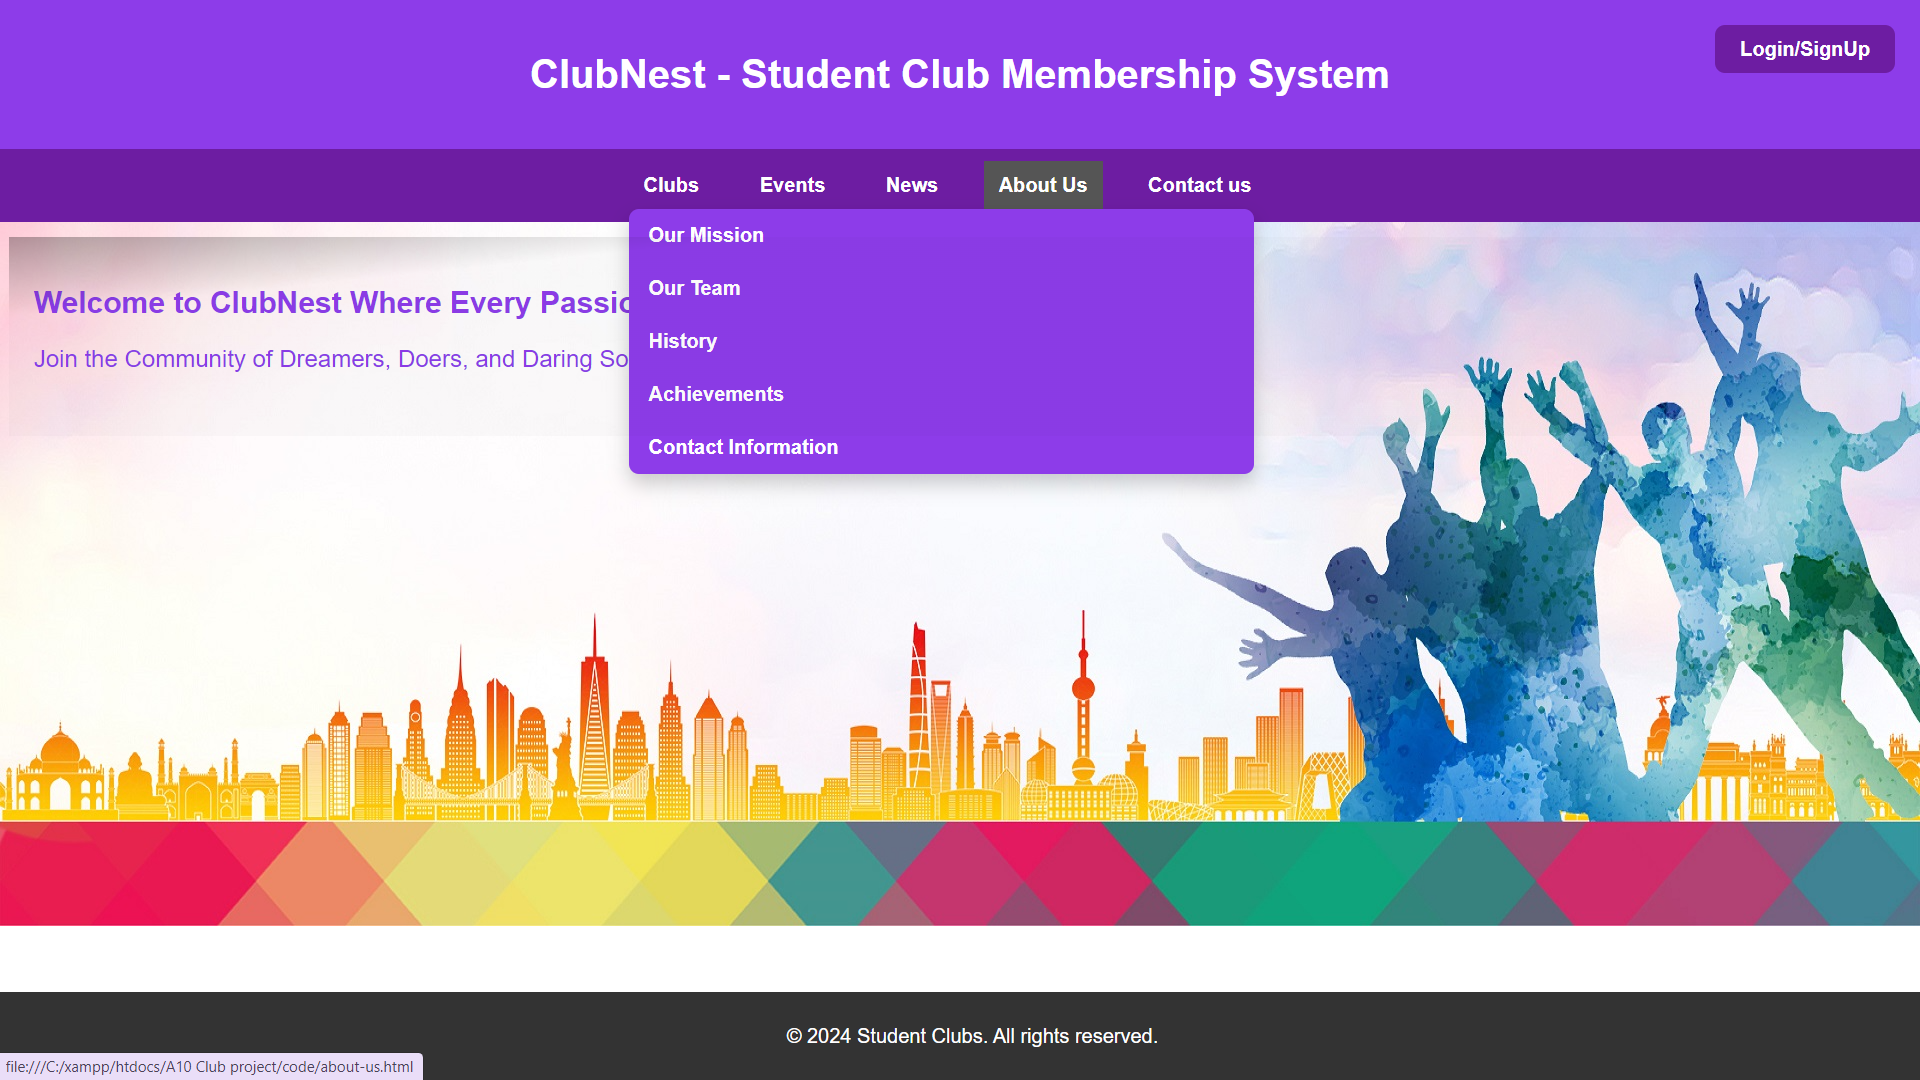 ClubNest - Student Club Membership System
Login/SignUp
Clubs Events News About Us Contact us
Our Mission
Our Team
History
Achievements
Contact Information
Welcome to ClubNest Where Every
Join the Community of Dreamers, Doers, and Daring
© 2024 Student Clubs. All rights reserved.
file:///C:/xampp/htdocs/A10 Club project/code/about-us.html